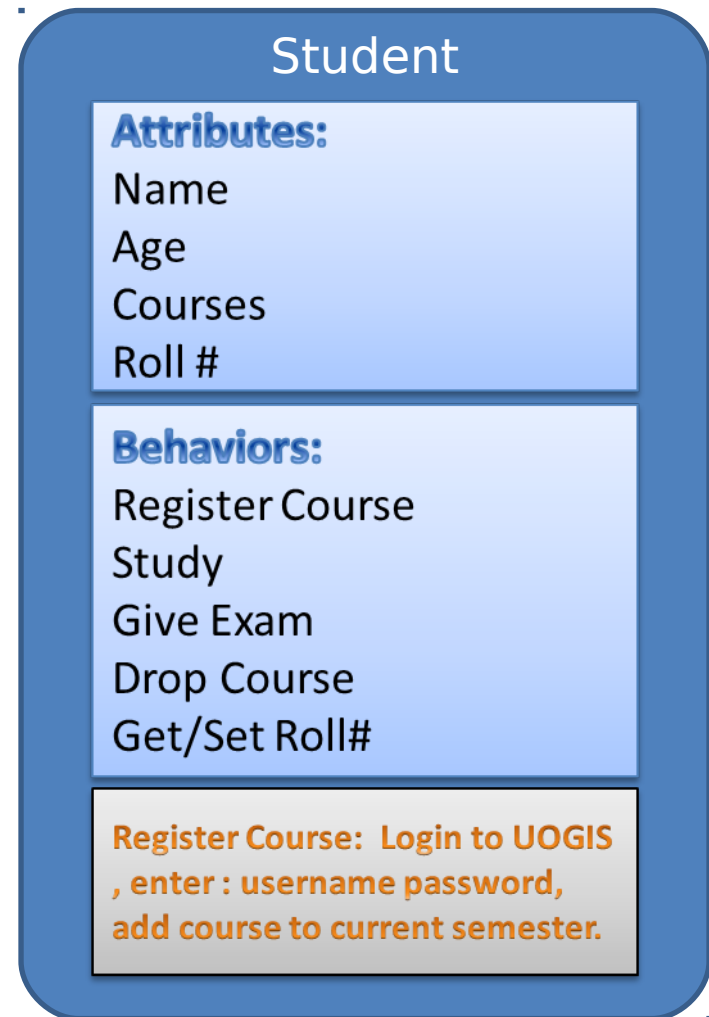 Student
Attributes:
Name
Age
Courses
Roll #
Behaviors:
Register Course
Study
Give Exam
Drop Course
Get/Set Roll#
Register Course: Login to UOGIS
, enter : username password,
add course to current semester.